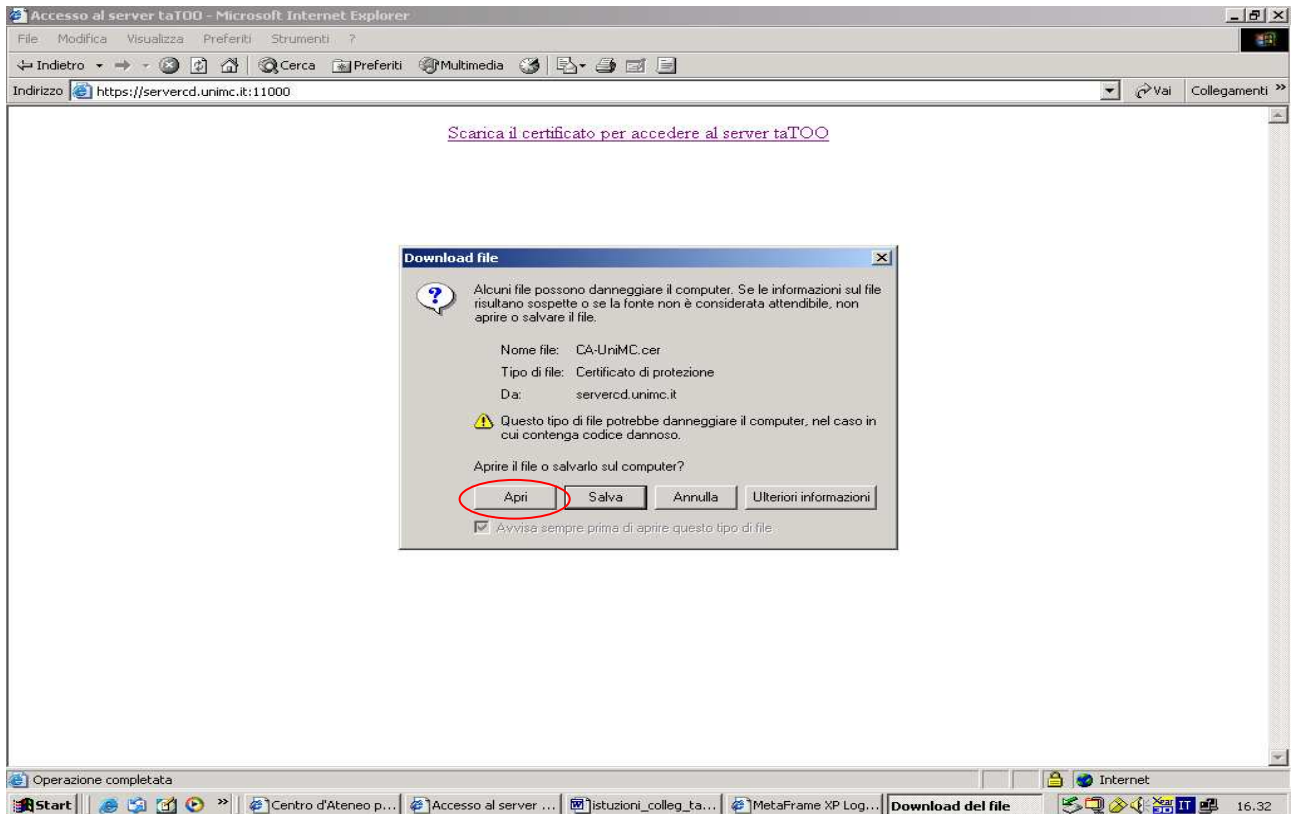 Accesso al server taTOO - Microsoft Internet Explorer
File Modifica Visualizza Preferiti Strumenti ?
Indietro Cerca Preferiti Multimedia
Indirizzo https://servercd.unimc.it:11000 Vai Collegamenti »
Scarica il certificato per accedere al server taTOO
Download file
Alcuni file possono danneggiare il computer. Se le informazioni sul file
risultano sospette o se la fonte non è considerata attendibile, non
aprire o salvare il file.
Nome file: CA-UniMC.cer
Tipo di file: Certificato di protezione
Da: servercd.unimc.it
Questo tipo di file potrebbe danneggiare il computer, nel caso in
cui contenga codice dannoso.
Aprire il file o salvarlo sul computer?
Apri Salva Annulla Ulteriori informazioni
Avvisa sempre prima di aprire questo tipo di file
Operazione completata Internet
Start » Centro d'Ateneo p... Accesso al server ... istuzioni_colleg_ta... MetaFrame XP Log... Download del file IT 16.32